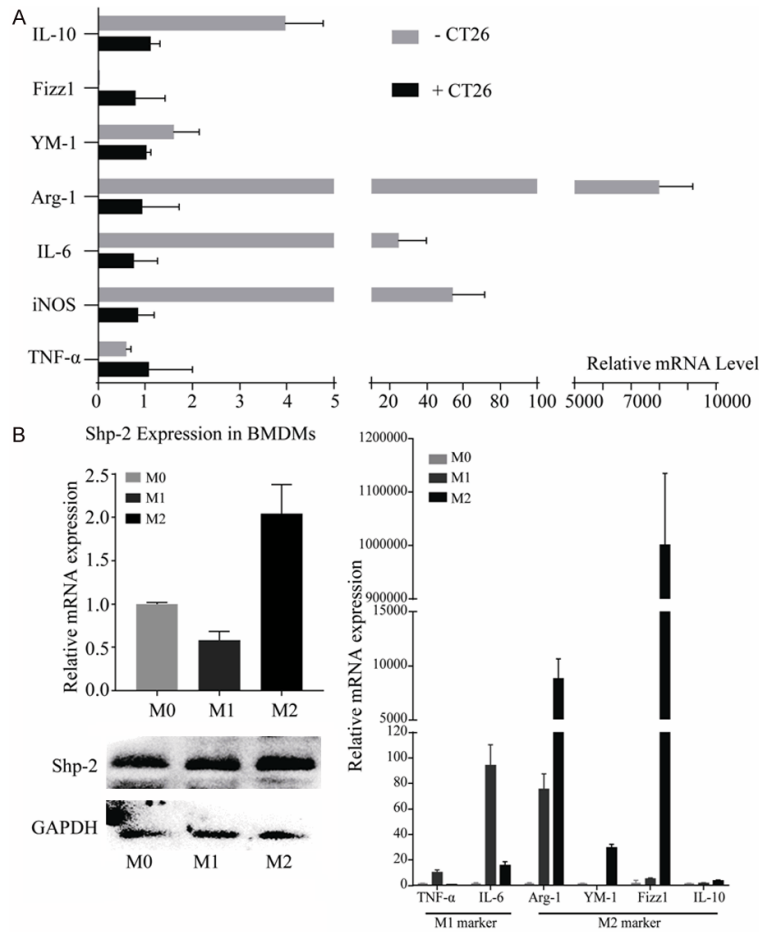 A
IL-10
Fizz1
YM-1
Arg-1
IL-6
iNOS
TNF-α
- CT26
+ CT26
Relative mRNA Level
0 1 2 3 4 5 20 40 60 80 100 5000 7000 10000
B
Shp-2 Expression in BMDMs
Relative mRNA expression
2.5
2.0
1.5
1.0
0.5
0.0
M0
M1
M2
M0 M1 M2
Shp-2
GAPDH
M0 M1 M2
Relative mRNA expression
1200000
1100000
1000000
900000
15000
10000
5000
120
100
80
60
40
20
0
M0
M1
M2
TNF-α IL-6 Arg-1 YM-1 Fizz1 IL-10
M1 marker M2 marker